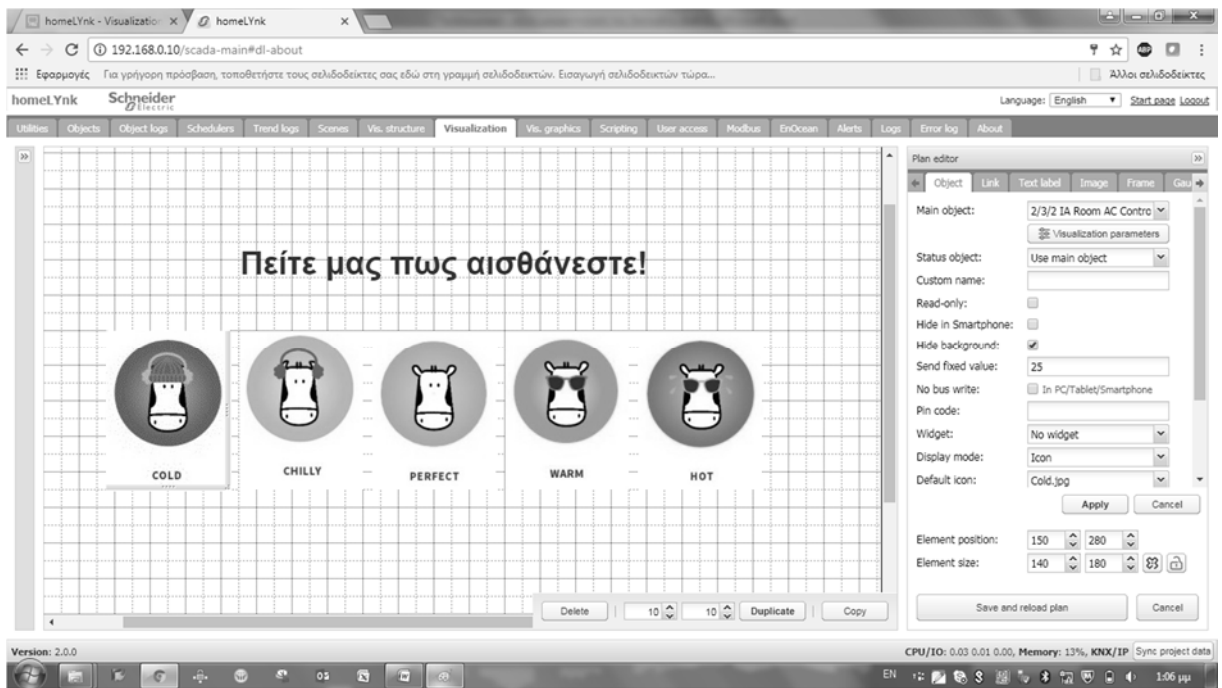 homeLYnk - Visualization
homeLYnk
192.168.0.10/scada-main#dl-about
ABP
Εφαρμογές Για γρήγορη πρόσβαση, τοποθετήστε τους σελιδοδείκτες σας εδώ στη γραμμή σελιδοδεικτών. Εισαγωγή σελιδοδεικτών τώρα...
Άλλοι σελιδοδείκτες
homeLYnk Schneider Electric
Language: English Start page Logout
Utilities Objects Object logs Schedulers Trend logs Scenes Vis. structure Visualization Vis. graphics Scripting User access Modbus EnOcean Alerts Logs Error log About
Πείτε μας πως αισθάνεστε!
COLD
CHILLY
PERFECT
WARM
HOT
Delete 10 10 Duplicate Copy
Plan editor
Object Link Text label Image Frame Gau
Main object: 2/3/2 IA Room AC Contro
Visualization parameters
Status object: Use main object
Custom name:
Read-only:
Hide in Smartphone:
Hide background:
Send fixed value: 25
No bus write: In PC/Tablet/Smartphone
Pin code:
Widget: No widget
Display mode: Icon
Default icon: Cold.jpg
Apply Cancel
Element position: 150 280
Element size: 140 180
Save and reload plan Cancel
Version: 2.0.0
CPU/IO: 0.03 0.01 0.00, Memory: 13%, KNX/IP Sync project data
EN
1:06 μμ